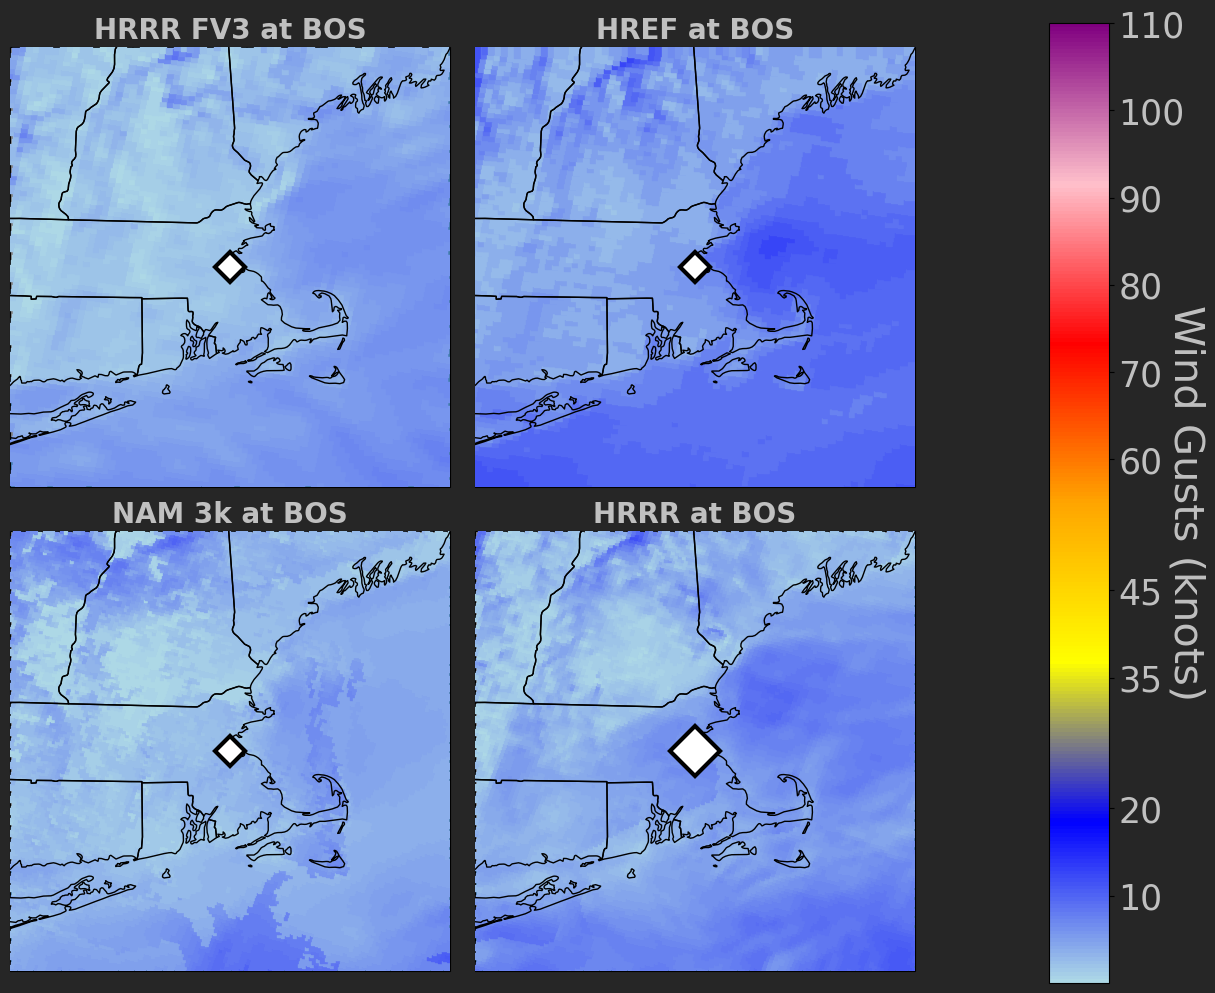 HRRR FV3 at BOS
HREF at BOS
NAM 3k at BOS
HRRR at BOS
110
100
90
80
70
60
45
35
20
10
Wind Gusts (knots)